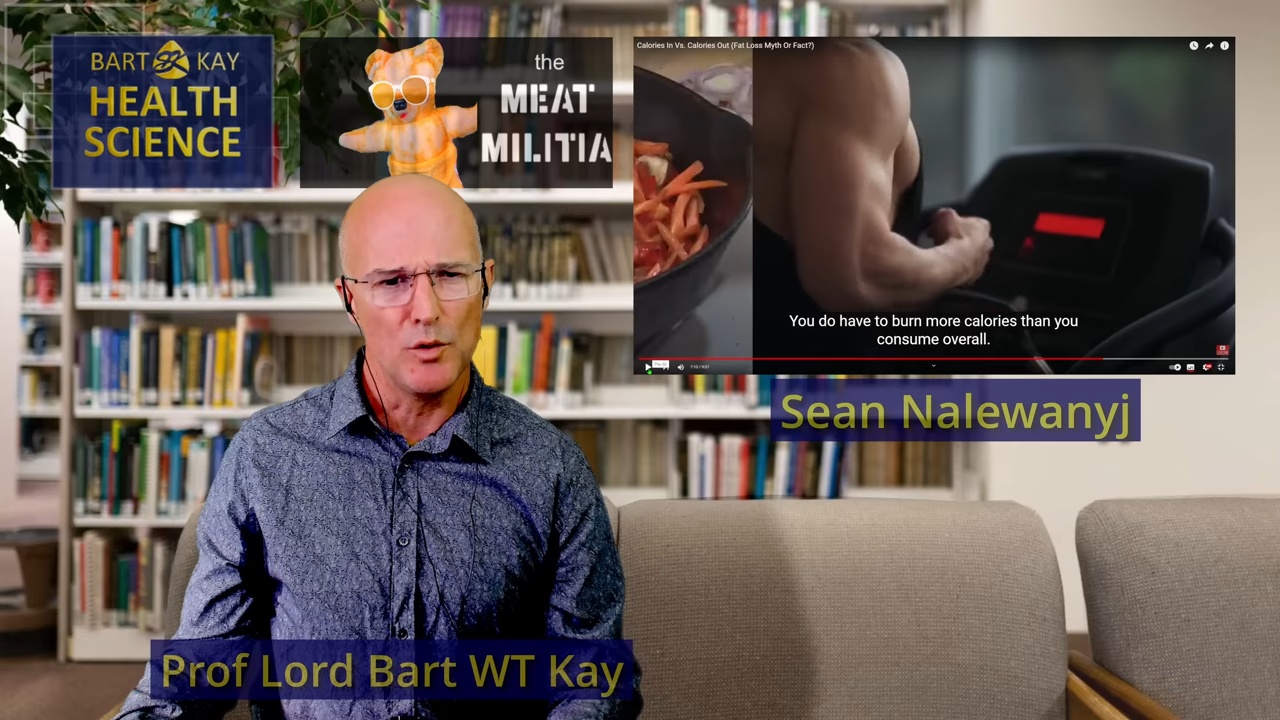 BART KAY
HEALTH
SCIENCE
the
MEAT
MILITIA
Calories In Vs. Calories Out (Fat Loss Myth Or Fact?)
You do have to burn more calories than you
consume overall.
Sean Nalewanyj
Prof Lord Bart WT Kay